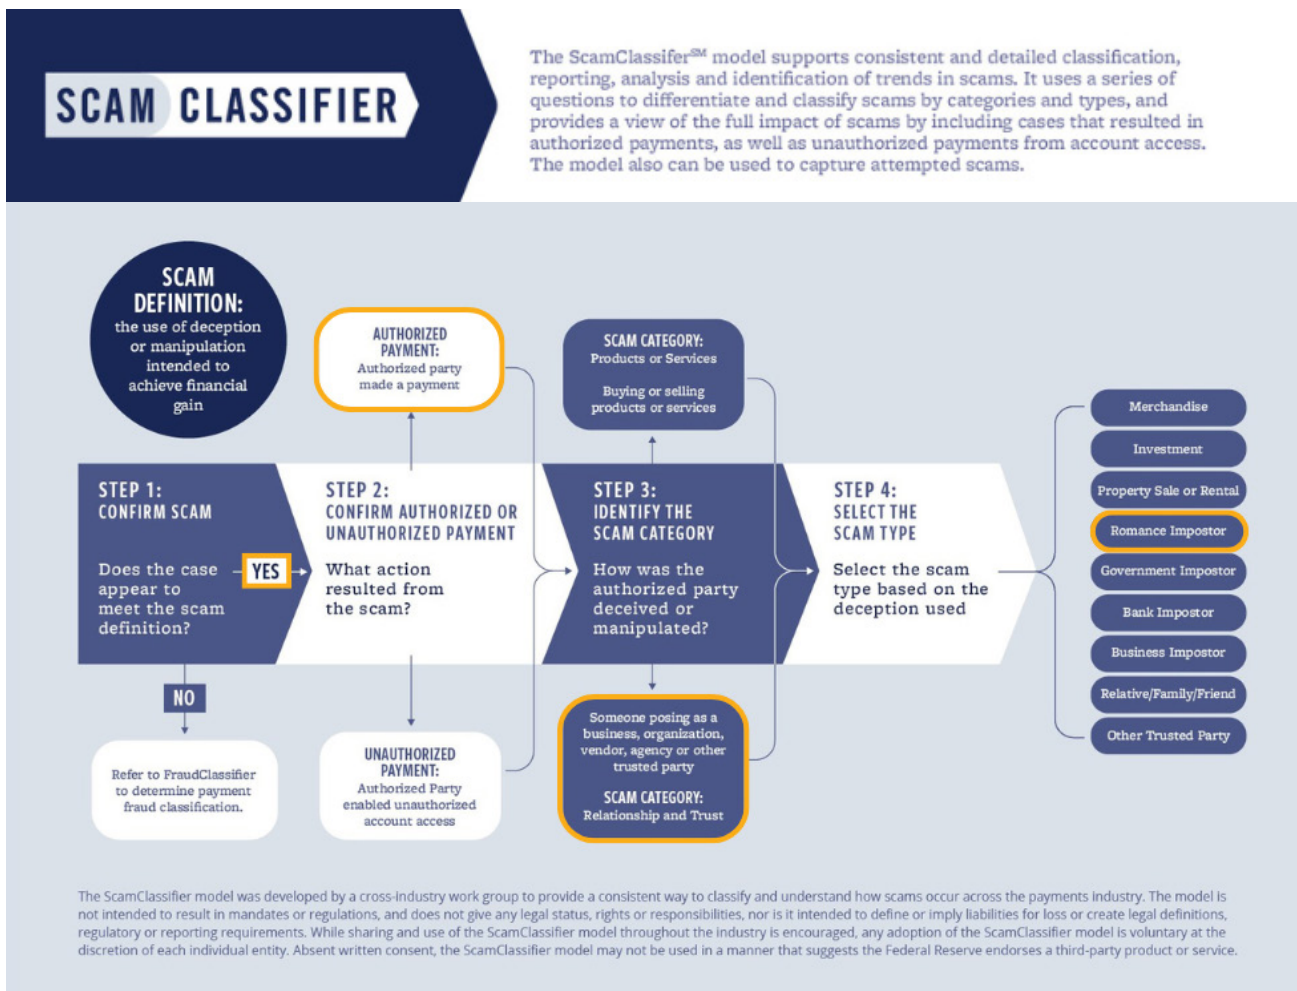 SCAM CLASSIFIER
The ScamClassifer℠ model supports consistent and detailed classification,
reporting, analysis and identification of trends in scams. It uses a series of
questions to differentiate and classify scams by categories and types, and
provides a view of the full impact of scams by including cases that resulted in
authorized payments, as well as unauthorized payments from account access.
The model also can be used to capture attempted scams.
SCAM
DEFINITION:
the use of deception
or manipulation
intended to
achieve financial
gain
AUTHORIZED
PAYMENT:
Authorized party
made a payment
SCAM CATEGORY:
Products or Services
Buying or selling
products or services
STEP 1:
CONFIRM SCAM
Does the case
appear to
meet the scam
definition?
YES
NO
Refer to FraudClassifier
to determine payment
fraud classification.
STEP 2:
CONFIRM AUTHORIZED OR
UNAUTHORIZED PAYMENT
What action
resulted from
the scam?
UNAUTHORIZED
PAYMENT:
Authorized Party
enabled unauthorized
account access
STEP 3:
IDENTIFY THE
SCAM CATEGORY
How was the
authorized party
deceived or
manipulated?
Someone posing as a
business, organization,
vendor, agency or other
trusted party
SCAM CATEGORY:
Relationship and Trust
STEP 4:
SELECT THE
SCAM TYPE
Select the scam
type based on the
deception used
Merchandise
Investment
Property Sale or Rental
Romance Impostor
Government Impostor
Bank Impostor
Business Impostor
Relative/Family/Friend
Other Trusted Party
The ScamClassifier model was developed by a cross-industry work group to provide a consistent way to classify and understand how scams occur across the payments industry. The model is
not intended to result in mandates or regulations, and does not give any legal status, rights or responsibilities, nor is it intended to define or imply liabilities for loss or create legal definitions,
regulatory or reporting requirements. While sharing and use of the ScamClassifier model throughout the industry is encouraged, any adoption of the ScamClassifier model is voluntary at the
discretion of each individual entity. Absent written consent, the ScamClassifier model may not be used in a manner that suggests the Federal Reserve endorses a third-party product or service.